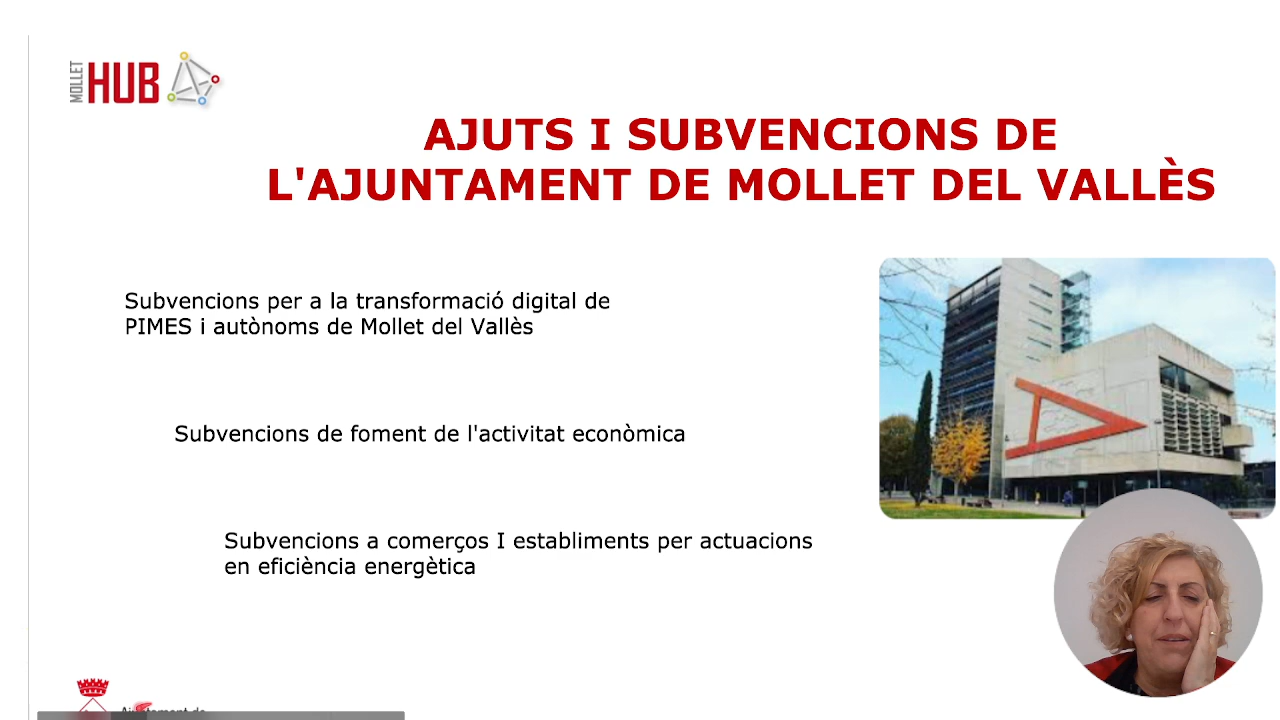 MOLLET
HUB
AJUTS I SUBVENCIONS DE
L'AJUNTAMENT DE MOLLET DEL VALLÈS
Subvencions per a la transformació digital de
PIMES i autònoms de Mollet del Vallès
Subvencions de foment de l'activitat econòmica
Subvencions a comerços I establiments per actuacions
en eficiència energètica